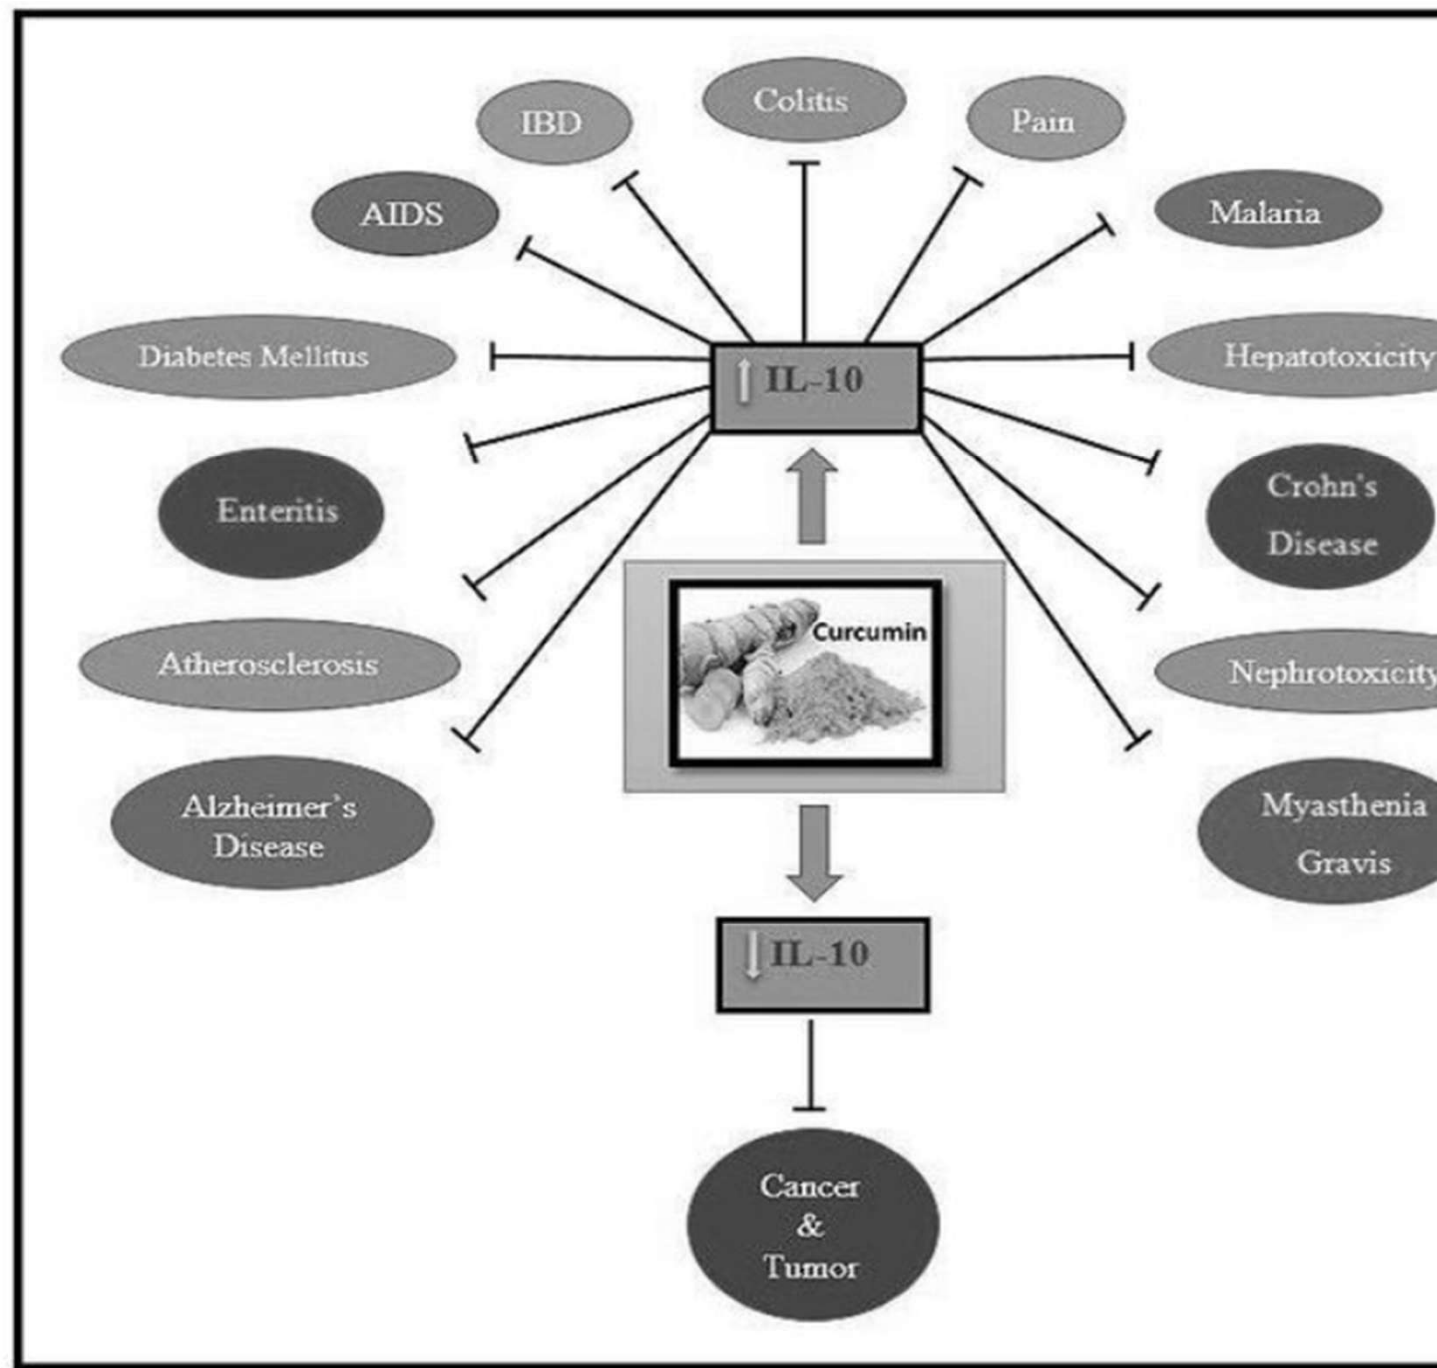 Colitis
IBD
Pain
AIDS
Malaria
Diabetes Mellitus
Hepatotoxicity
IL-10
Enteritis
Crohn's
Disease
Curcumin
Atherosclerosis
Nephrotoxicity
Alzheimer's
Disease
Myasthenia
Gravis
IL-10
Cancer
&
Tumor